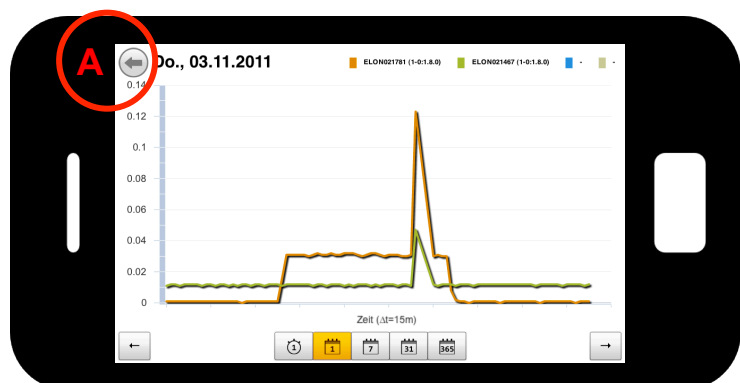 A
Do., 03.11.2011
ELON021781 (1-0:1.8.0) ELON021467 (1-0:1.8.0) - -
0.14
0.12
0.1
0.08
0.06
0.04
0.02
0
Zeit (Δt=15m)
← 1 1 7 31 365 →